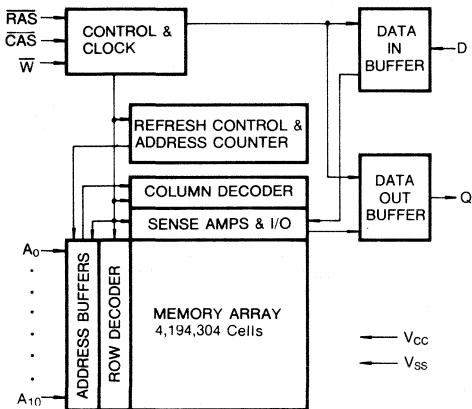 RAS
CAS
W
CONTROL &
CLOCK
DATA
IN
BUFFER
D
REFRESH CONTROL &
ADDRESS COUNTER
COLUMN DECODER
SENSE AMPS & I/O
DATA
OUT
BUFFER
Q
A0
A10
ADDRESS BUFFERS
ROW DECODER
MEMORY ARRAY
4,194,304 Cells
VCC
VSS